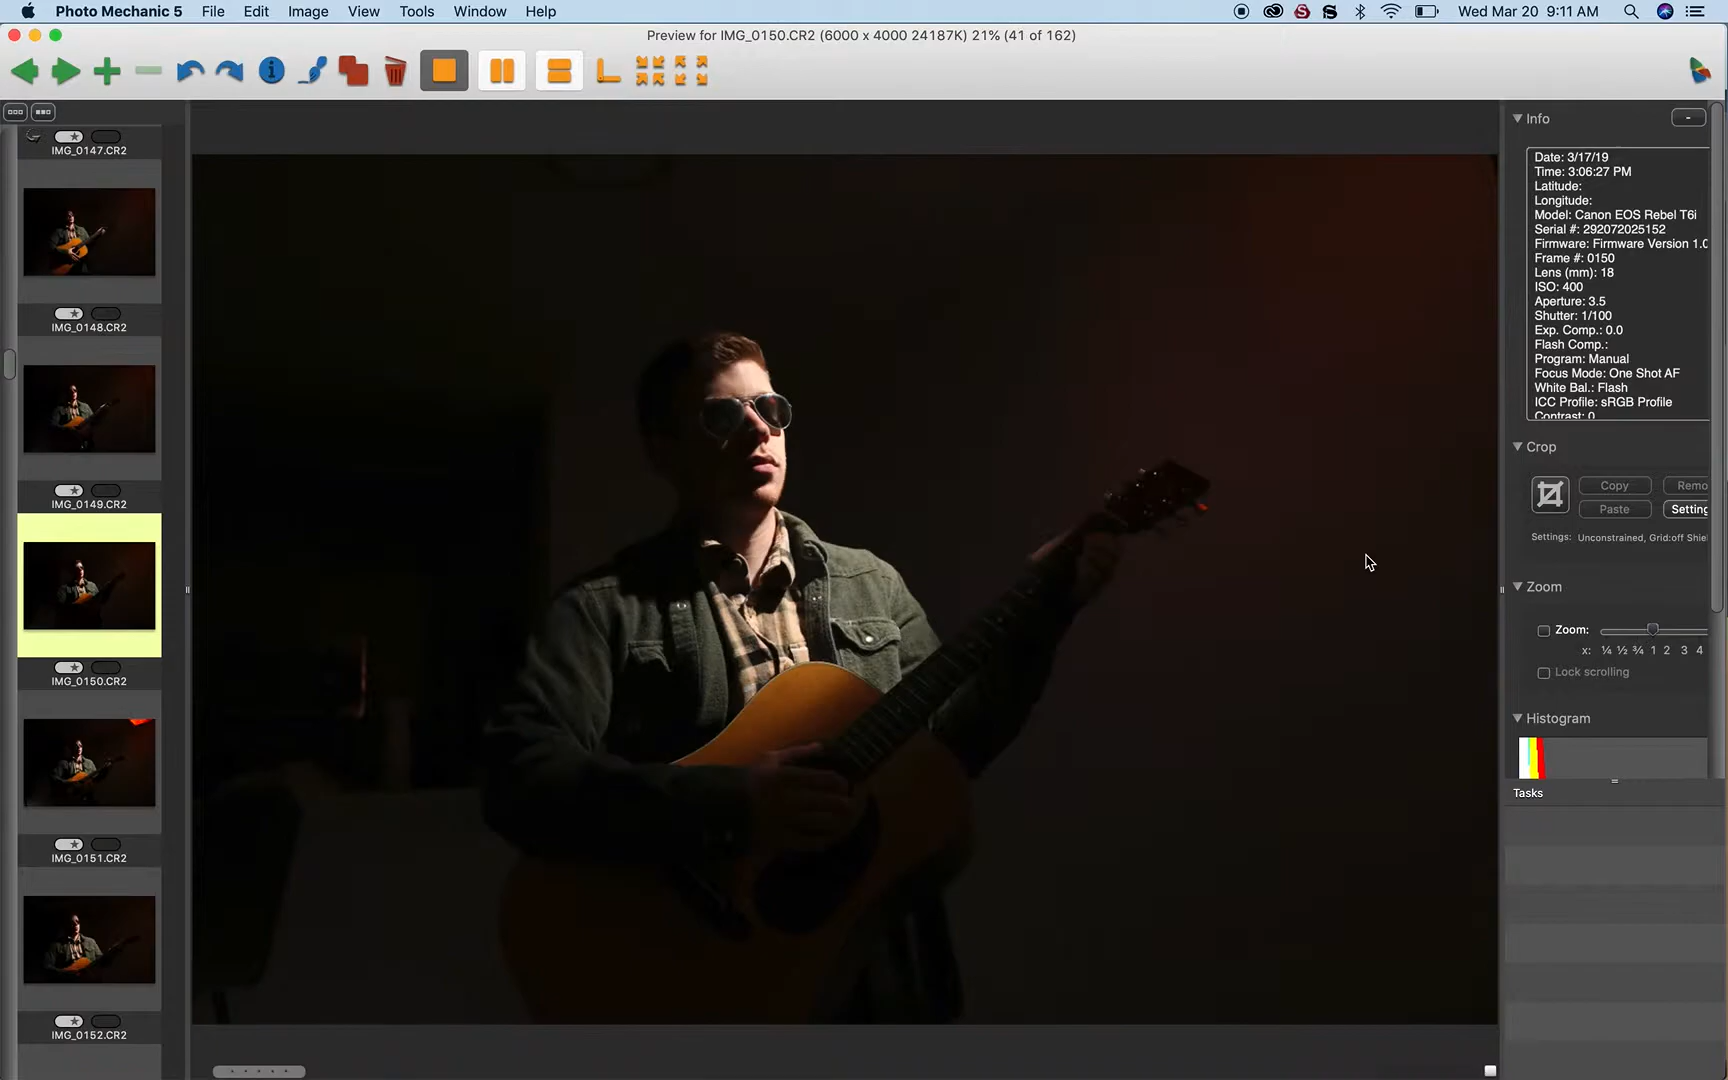 Photo Mechanic 5 File Edit Image View Tools Window Help Wed Mar 20 9:11 AM
Preview for IMG_0150.CR2 (6000 x 4000 24187K) 21% (41 of 162)
IMG_0147.CR2
IMG_0148.CR2
IMG_0149.CR2
IMG_0150.CR2
IMG_0151.CR2
IMG_0152.CR2
Info
-
Date: 3/17/19
Time: 3:06:27 PM
Latitude:
Longitude:
Model: Canon EOS Rebel T6i
Serial #: 292072025152
Firmware: Firmware Version 1.0
Frame #: 0150
Lens (mm): 18
ISO: 400
Aperture: 3.5
Shutter: 1/100
Exp. Comp.: 0.0
Flash Comp.:
Program: Manual
Focus Mode: One Shot AF
White Bal.: Flash
ICC Profile: sRGB Profile
Contrast: 0
Crop
Copy Remo
Paste Setting
Settings: Unconstrained, Grid:off Shie
Zoom
Zoom:
x: ¼ ½ ¾ 1 2 3 4
Lock scrolling
Histogram
Tasks